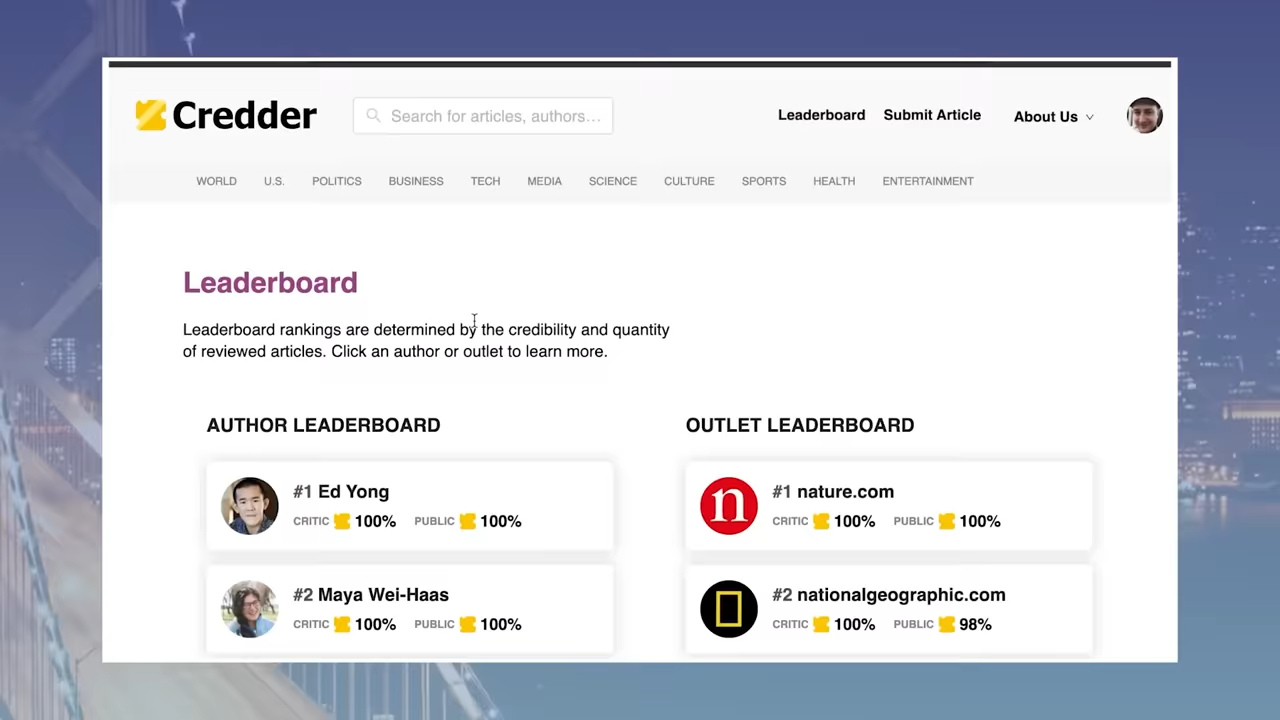 Credder
Search for articles, authors...
Leaderboard
Submit Article
About Us
WORLD
U.S.
POLITICS
BUSINESS
TECH
MEDIA
SCIENCE
CULTURE
SPORTS
HEALTH
ENTERTAINMENT
Leaderboard
Leaderboard rankings are determined by the credibility and quantity
of reviewed articles. Click an author or outlet to learn more.
AUTHOR LEADERBOARD
#1 Ed Yong
CRITIC 100% PUBLIC 100%
#2 Maya Wei-Haas
CRITIC 100% PUBLIC 100%
OUTLET LEADERBOARD
n
#1 nature.com
CRITIC 100% PUBLIC 100%
#2 nationalgeographic.com
CRITIC 100% PUBLIC 98%